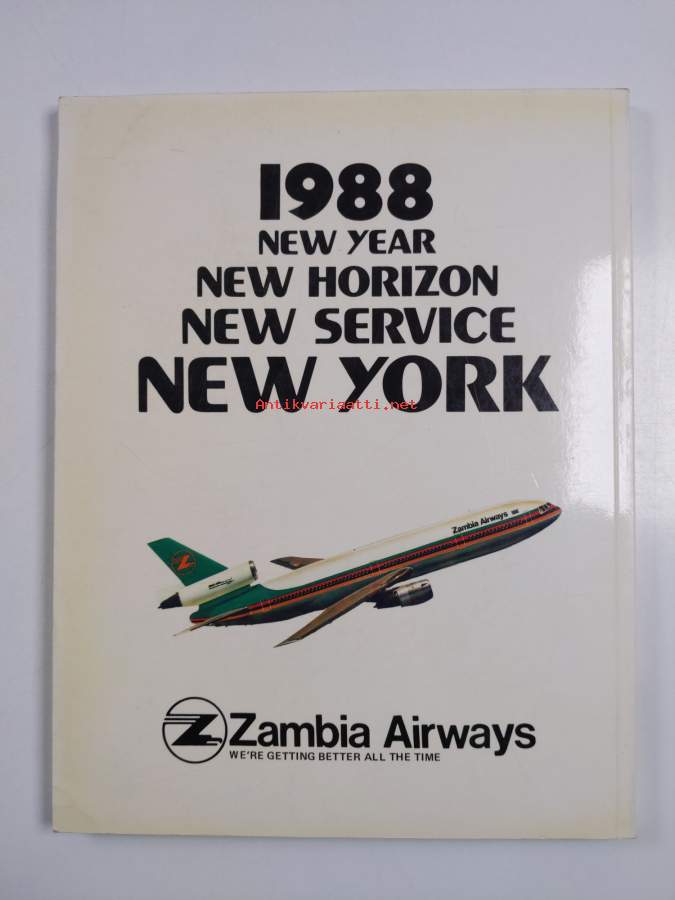 1988
NEW YEAR
NEW HORIZON
NEW SERVICE
NEW YORK
Antikvariaatti.net
Zambia Airways
Z
Z Zambia Airways
WE'RE GETTING BETTER ALL THE TIME